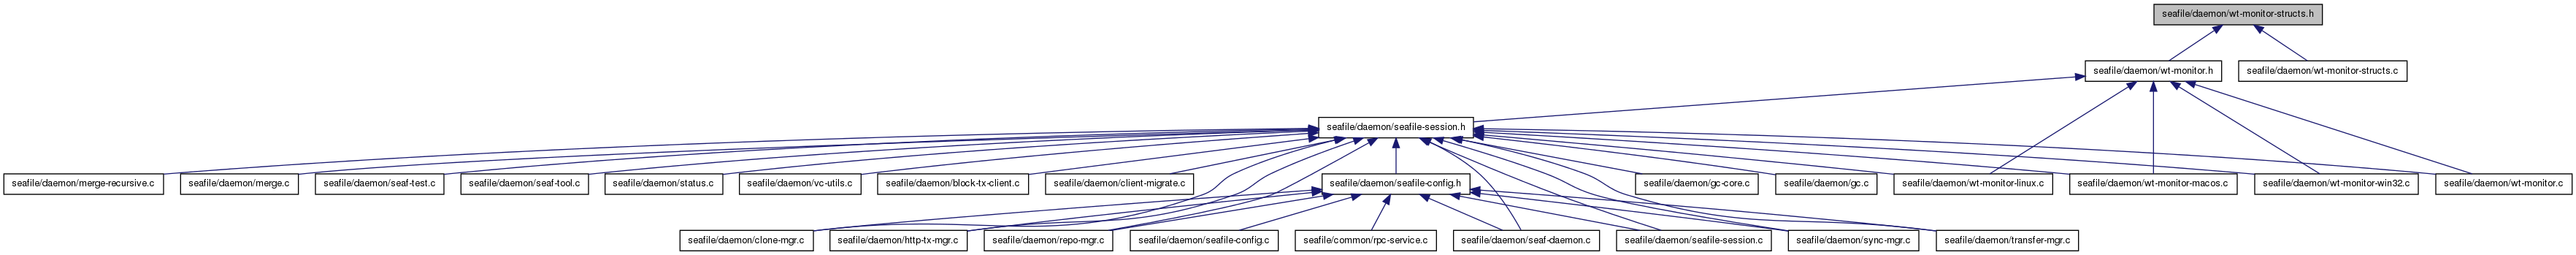 seafile/daemon/wt-monitor-structs.h
seafile/daemon/wt-monitor.h
seafile/daemon/wt-monitor-structs.c
seafile/daemon/seafile-session.h
seafile/daemon/merge-recursive.c
seafile/daemon/merge.c
seafile/daemon/seaf-test.c
seafile/daemon/seaf-tool.c
seafile/daemon/status.c
seafile/daemon/vc-utils.c
seafile/daemon/block-tx-client.c
seafile/daemon/client-migrate.c
seafile/daemon/seafile-config.h
seafile/daemon/gc-core.c
seafile/daemon/gc.c
seafile/daemon/wt-monitor-linux.c
seafile/daemon/wt-monitor-macos.c
seafile/daemon/wt-monitor-win32.c
seafile/daemon/wt-monitor.c
seafile/daemon/clone-mgr.c
seafile/daemon/http-tx-mgr.c
seafile/daemon/repo-mgr.c
seafile/daemon/seafile-config.c
seafile/common/rpc-service.c
seafile/daemon/seaf-daemon.c
seafile/daemon/seafile-session.c
seafile/daemon/sync-mgr.c
seafile/daemon/transfer-mgr.c